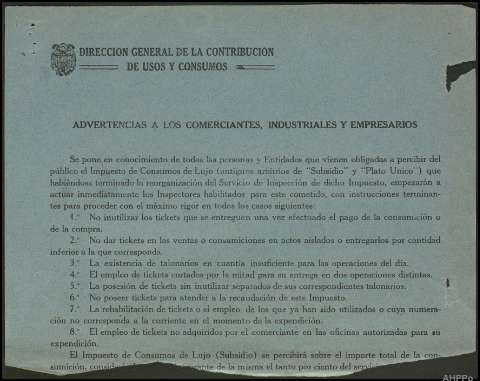 DIRECCION GENERAL DE LA CONTRIBUCION
DE USOS Y CONSUMOS
ADVERTENCIAS A LOS COMERCIANTES, INDUSTRIALES Y EMPRESARIOS
Se pone en conocimiento de todas las personas y Entidades que vienen obligadas a percibir del
público el Impuesto de Consumos de Lujo (antiguos arbitrios de "Subsidio" y "Plato Unico") que
habiéndose terminado la reorganización del Servicio de Inspección de dicho Impuesto, empezarán a
actuar inmediatamente los Inspectores habilitados para este cometido, con instrucciones terminan-
tes para proceder con el máximo rigor en todos los casos siguientes:
1.° No inutilizar los tickets que se entreguen una vez efectuado el pago de la consumición o
de la compra.
2.° No dar tickets en las ventas o consumiciones en actos aislados o entregarlos por cantidad
inferior a la que corresponda.
3.° La existencia de talonarios en cuantía insuficiente para las operaciones del día.
4.° El empleo de tickets cortados por la mitad para su entrega en dos operaciones distintas.
5.° La posesión de tickets sin inutilizar separados de sus correspondientes talonarios.
6.° No poseer tickets para atender a la recaudación de este Impuesto.
7.° La rehabilitación de tickets o el empleo de los que ya han sido utilizados o cuya numera-
ción no corresponda a la corriente en el momento de la expendición.
8.° El empleo de tickets no adquiridos por el comerciante en las oficinas autorizadas para su
expendición.
El Impuesto de Consumos de Lujo (Subsidio) se percibirá sobre el importe total de la con-
sumición, de la misma el tanto por ciento del
AHPPo